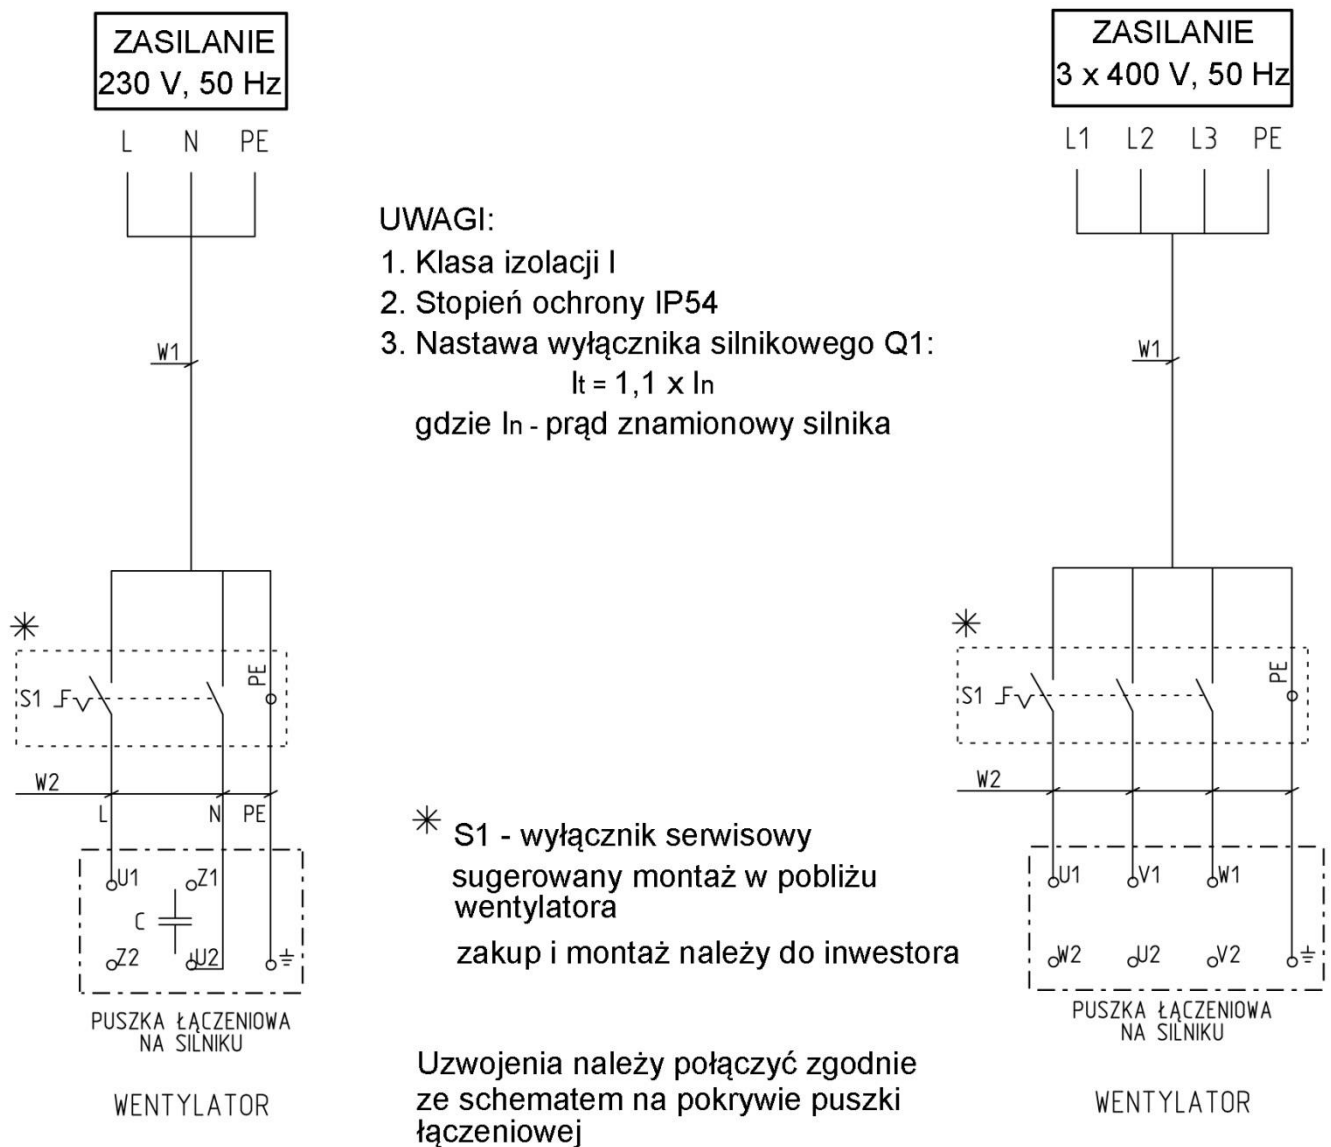 ZASILANIE
230 V, 50 Hz
L N PE
W1
S1
PE
W2
L N PE
U1 Z1
C
Z2 U2
PUSZKA ŁĄCZENIOWA
NA SILNIKU
WENTYLATOR
UWAGI:
1. Klasa izolacji I
2. Stopień ochrony IP54
3. Nastawa wyłącznika silnikowego Q1:
It = 1,1 x In
gdzie In - prąd znamionowy silnika
S1 - wyłącznik serwisowy
sugerowany montaż w pobliżu
wentylatora
zakup i montaż należy do inwestora
Uzwojenia należy połączyć zgodnie
ze schematem na pokrywie puszki
łączeniowej
ZASILANIE
3 x 400 V, 50 Hz
L1 L2 L3 PE
W1
S1
PE
W2
U1 V1 W1
W2 U2 V2
PUSZKA ŁĄCZENIOWA
NA SILNIKU
WENTYLATOR